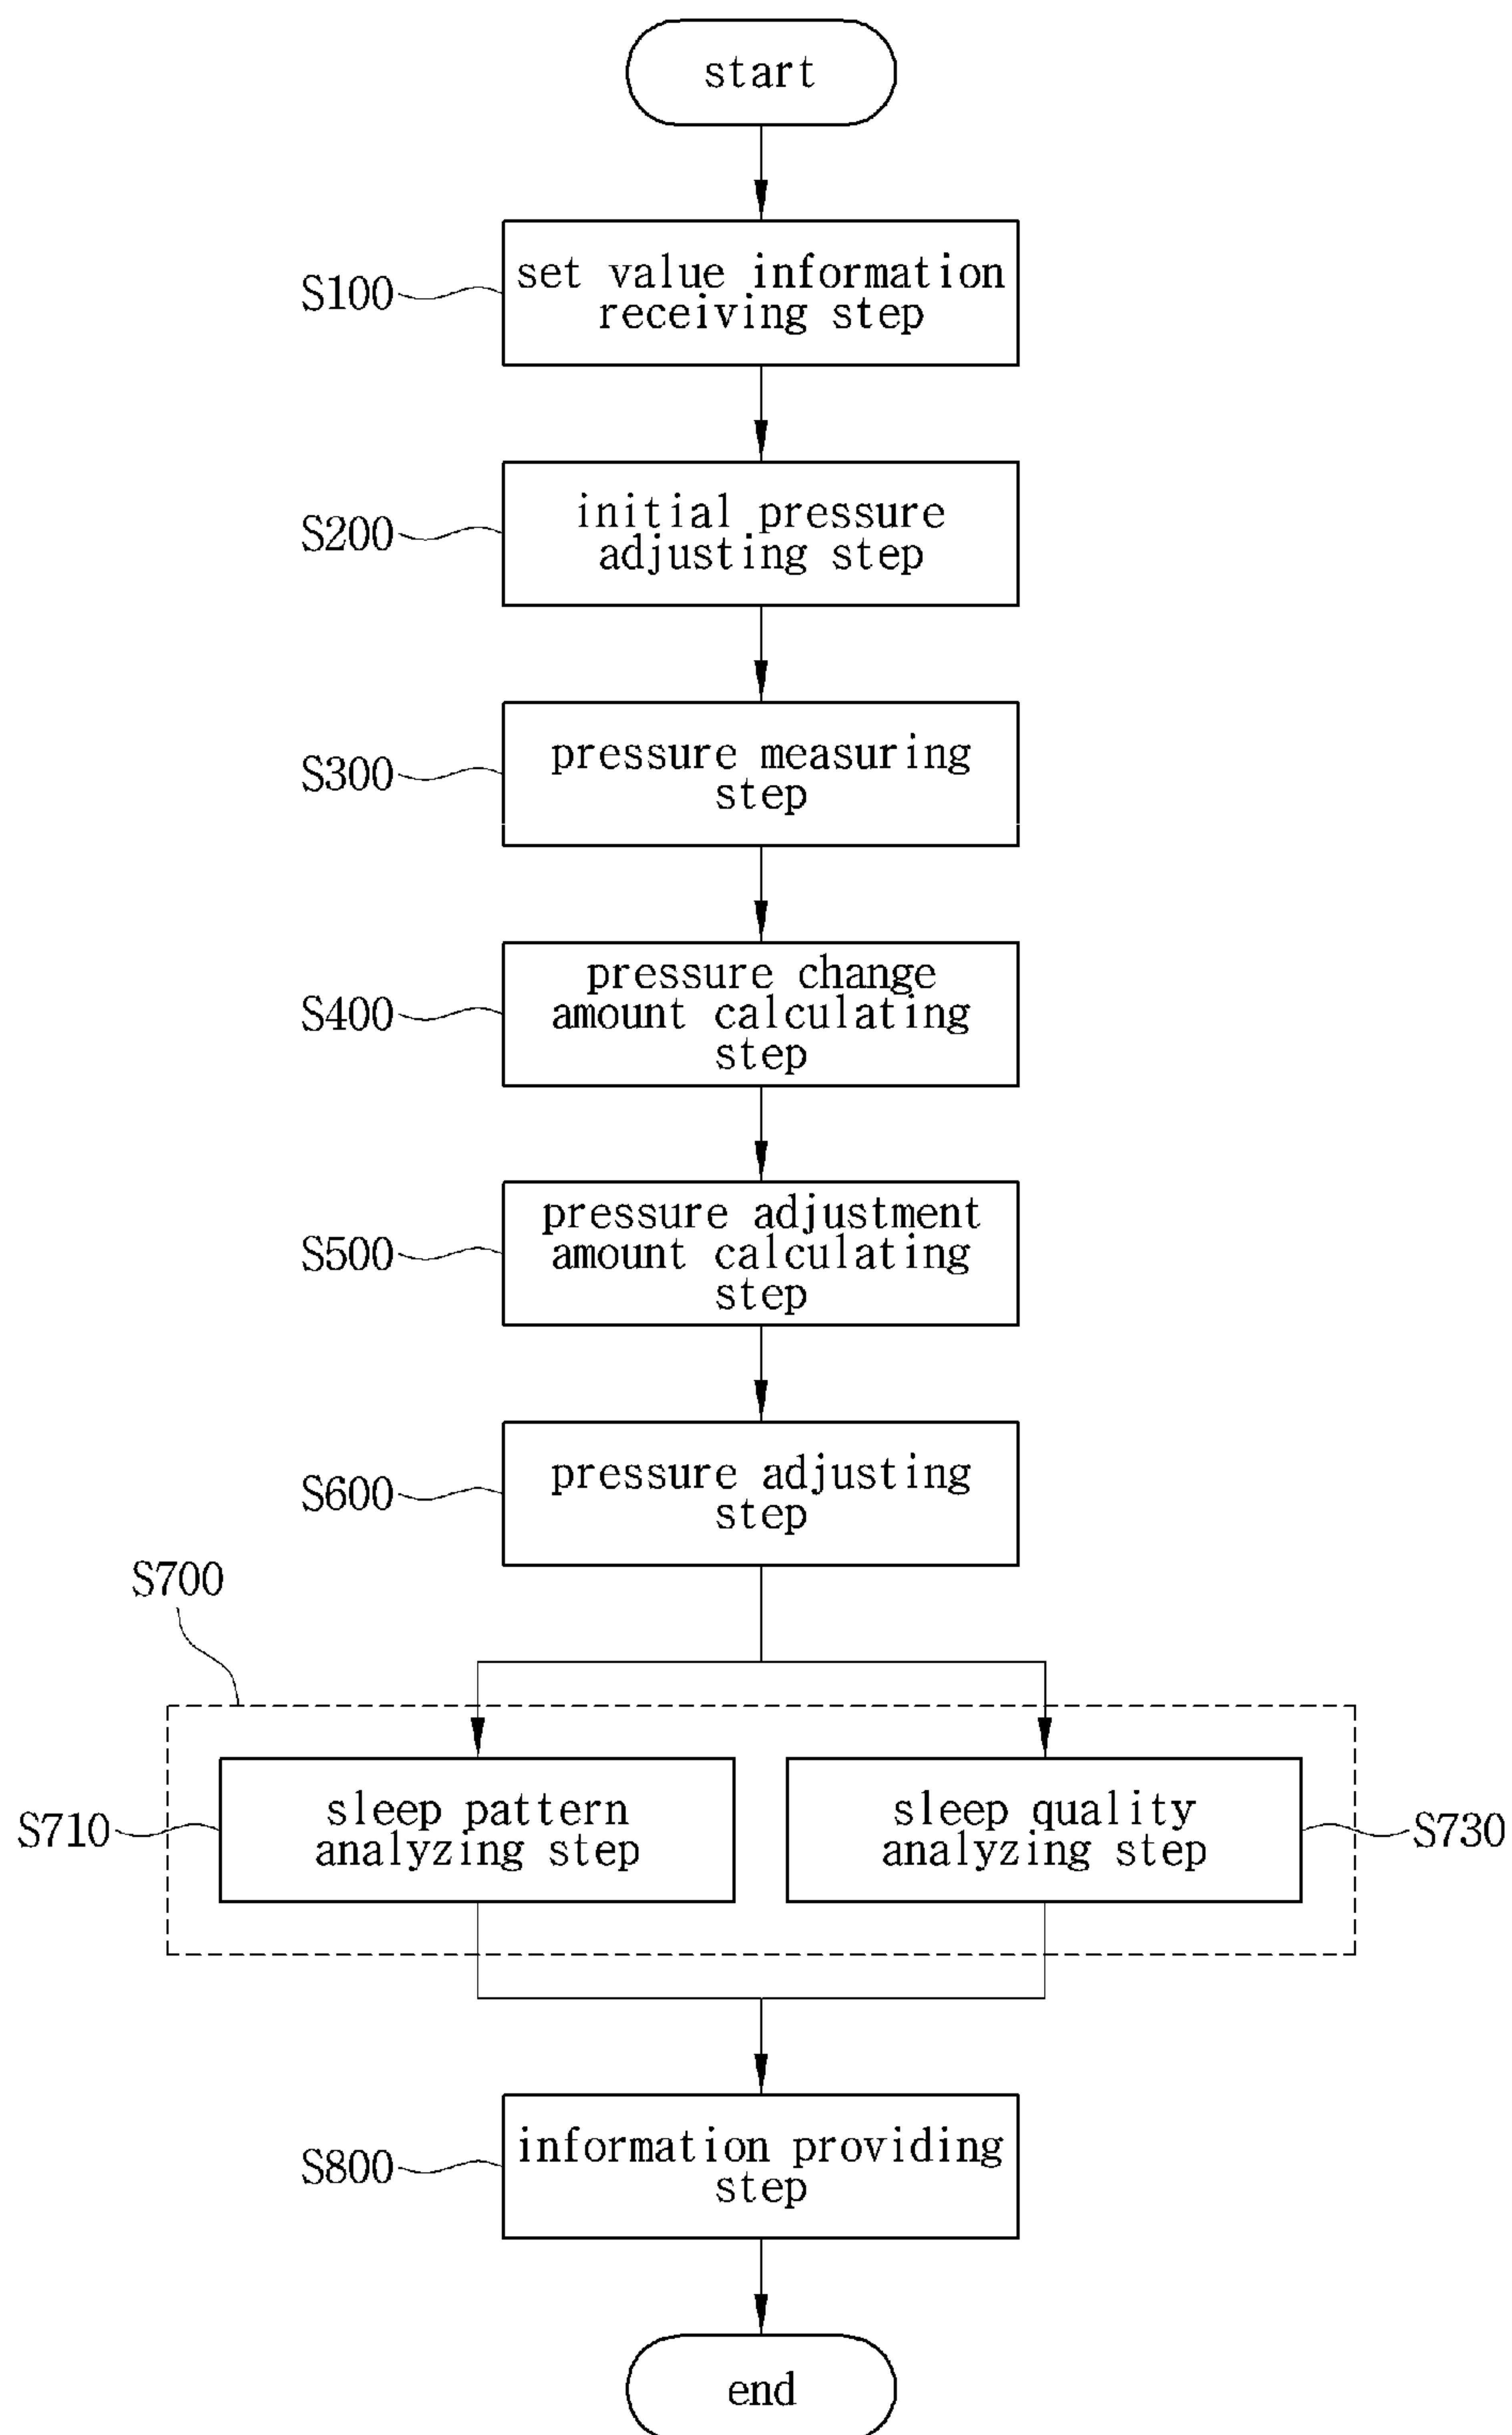 start
S100
set value information
receiving step
S200
initial pressure
adjusting step
S300
pressure measuring
step
S400
pressure change
amount calculating
step
S500
pressure adjustment
amount calculating
step
S600
pressure adjusting
step
S700
S710
sleep pattern
analyzing step
sleep quality
analyzing step
S730
S800
information providing
step
end